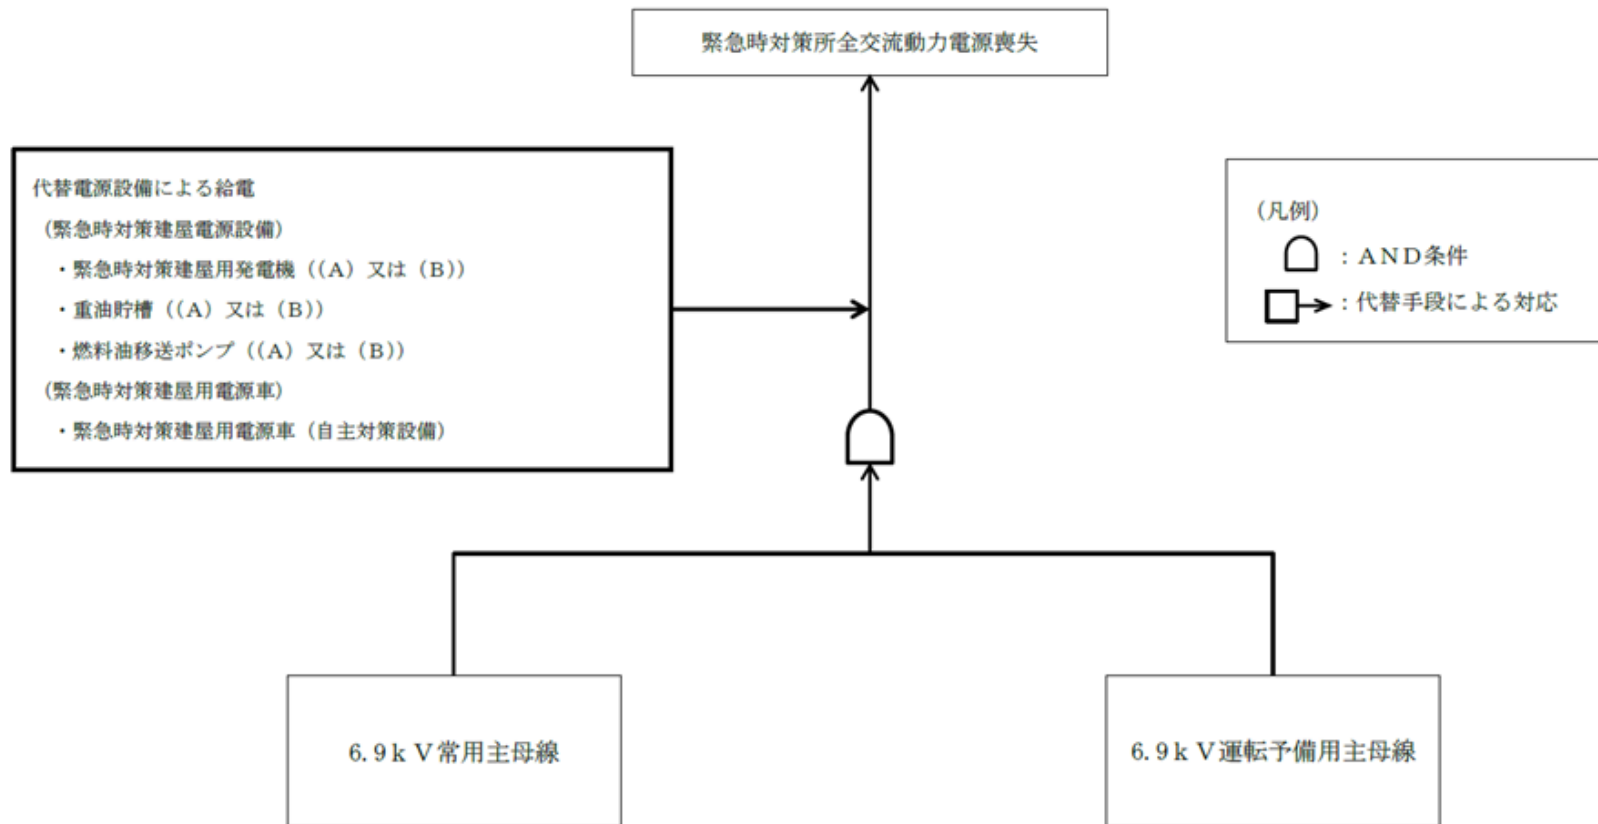 緊急時対策所全交流動力電源喪失
代替電源設備による給電
(緊急時対策建屋電源設備)
・緊急時対策建屋用発電機((A)又は(B))
・重油貯槽((A)又は(B))
・燃料油移送ポンプ((A)又は(B))
(緊急時対策建屋用電源車)
・緊急時対策建屋用電源車(自主対策設備)
(凡例)
:AND条件
:代替手段による対応
6.9kV常用主母線
6.9kV運転予備用主母線